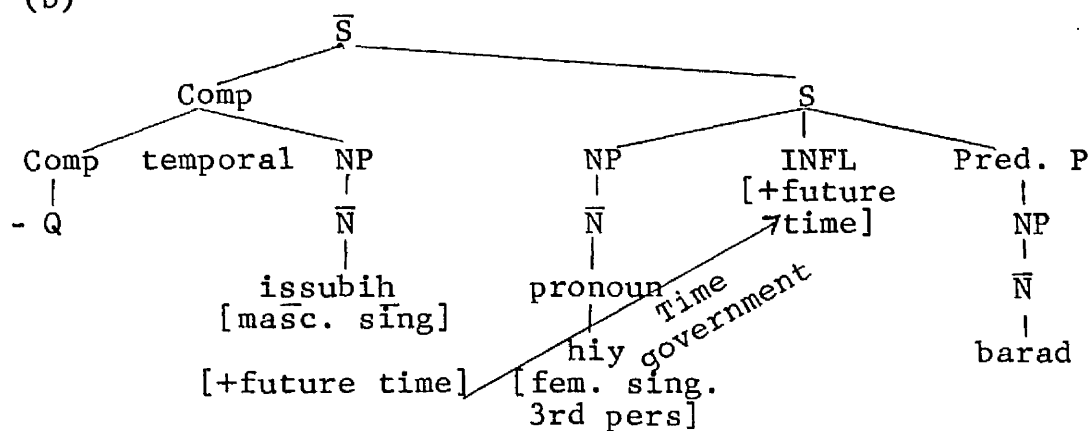 (b)
S̅
Comp S
Comp temporal NP NP INFL Pred. P
[+future
time]
- Q N̅ N̅ NP
issubih pronoun N̅
[masc. sing]
Time
government
hiy barad
[+future time] [fem. sing.
3rd pers]